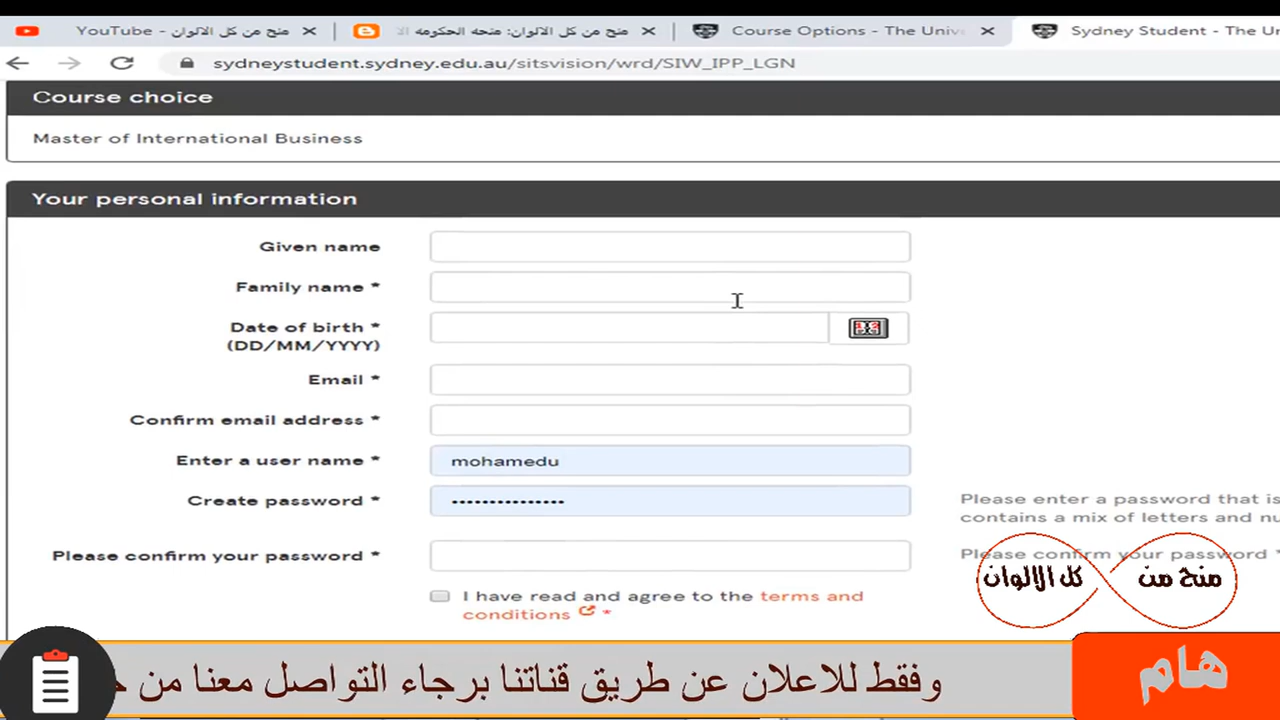 منح من كل الالوان - YouTube
منح من كل الالوان: منحه الحكومه الا
Course Options - The Unive
Sydney Student - The Un
sydneystudent.sydney.edu.au/sitsvision/wrd/SIW_IPP_LGN
Course choice
Master of International Business
Your personal information
Given name
Family name *
Date of birth *
(DD/MM/YYYY)
Email *
Confirm email address *
Enter a user name * mohamedu
Create password * •••••••••••••••
Please enter a password that is
contains a mix of letters and nu
Please confirm your password *
Please confirm your password *
I have read and agree to the terms and
conditions *
منح من كل الالوان
وفقط للاعلان عن طريق قناتنا برجاء التواصل معنا من
هام